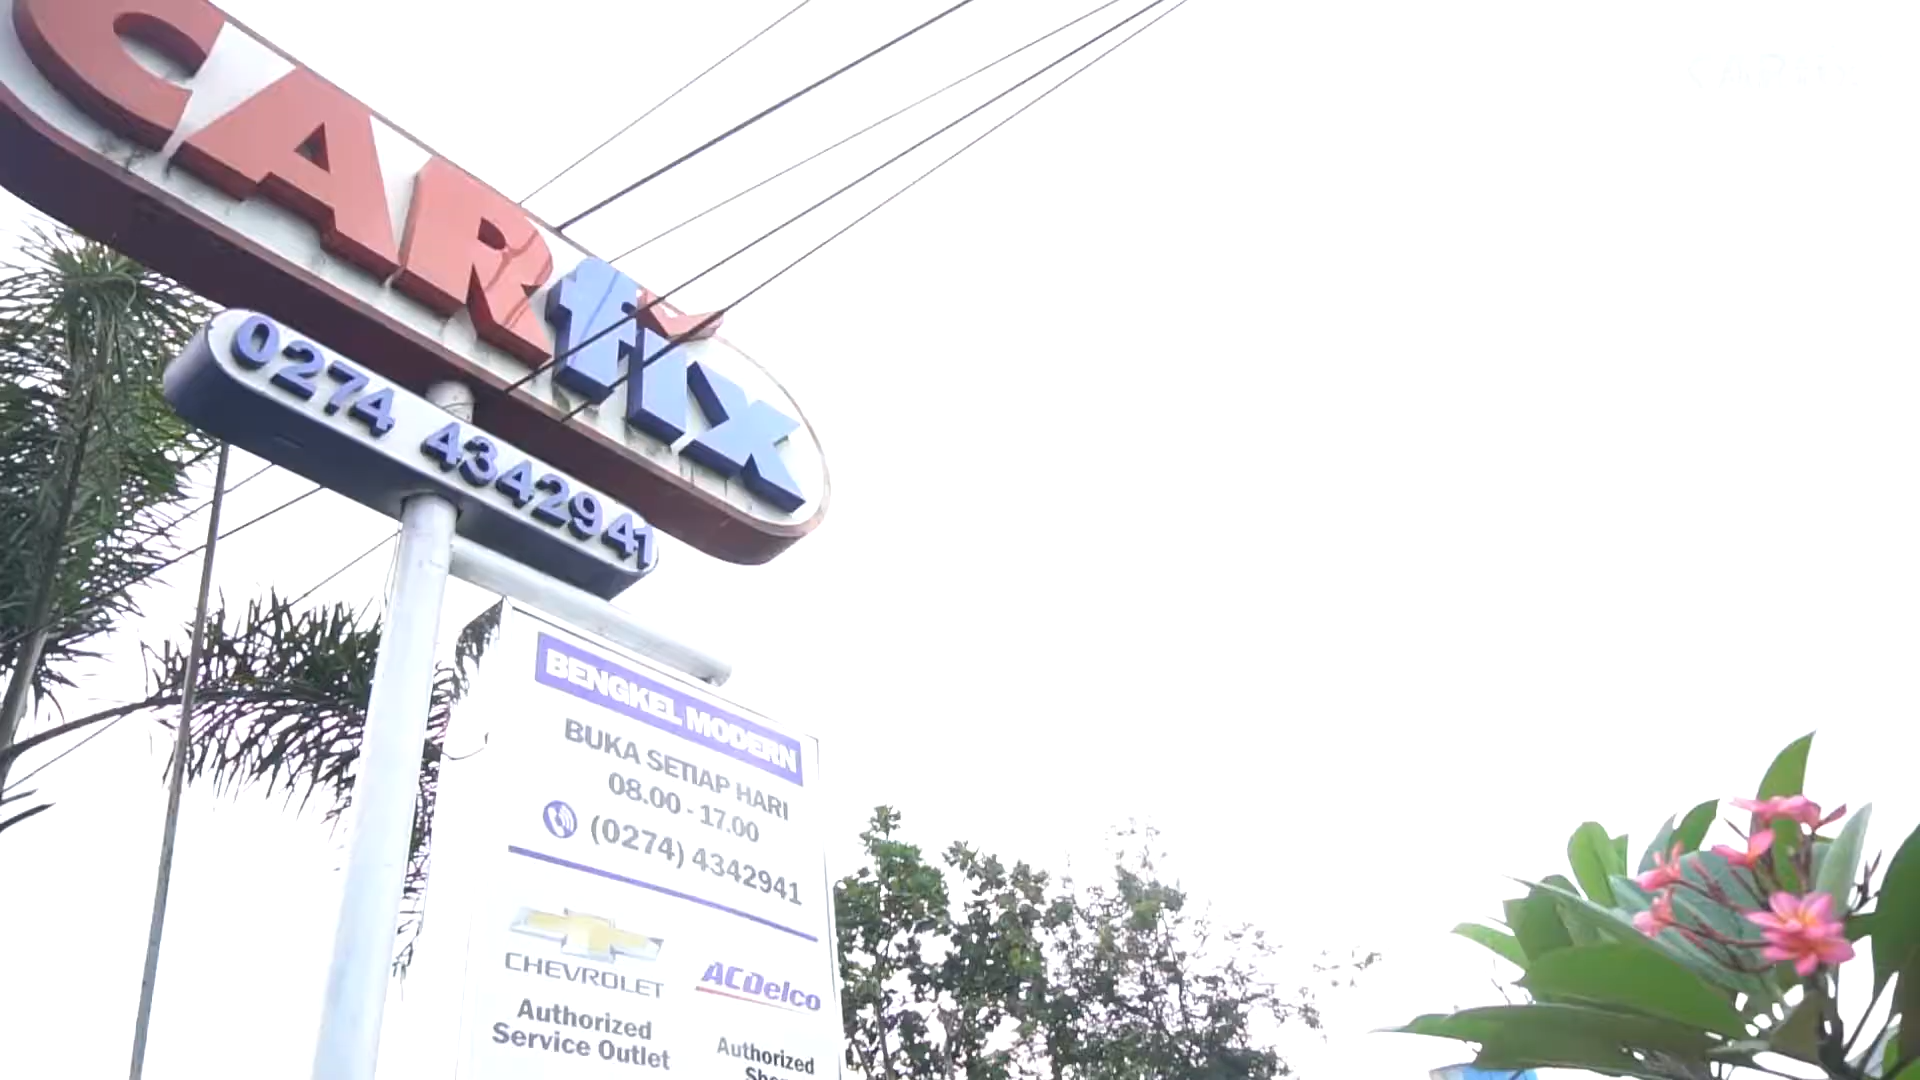 CARfix
0274 4342941
BENGKEL MODERN
BUKA SETIAP HARI
08.00 - 17.00
(0274) 4342941
CHEVROLET
Authorized
Service Outlet
ACDelco
Authorized